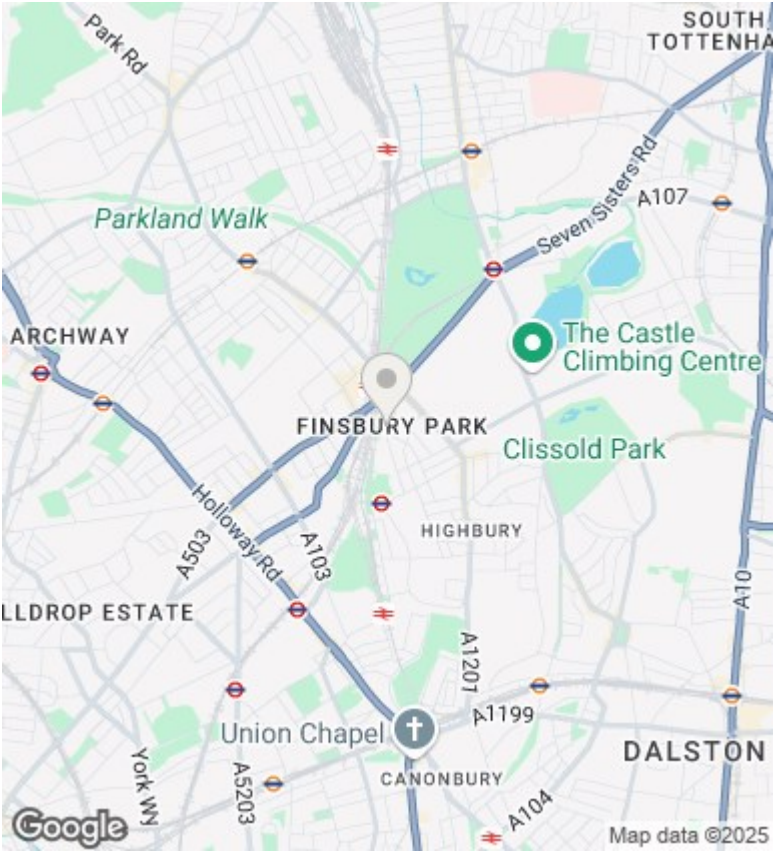 SOUTH
TOTTENHA
Park Rd
Seven Sisters Rd
A107
Parkland Walk
ARCHWAY
The Castle
Climbing Centre
FINSBURY PARK
Clissold Park
Holloway Rd
A503
A103
HIGHBURY
LLDROP ESTATE
A10
A1201
A1199
Union Chapel
DALSTON
York Wy
A5203
CANONBURY
A104
Google
Map data ©2025